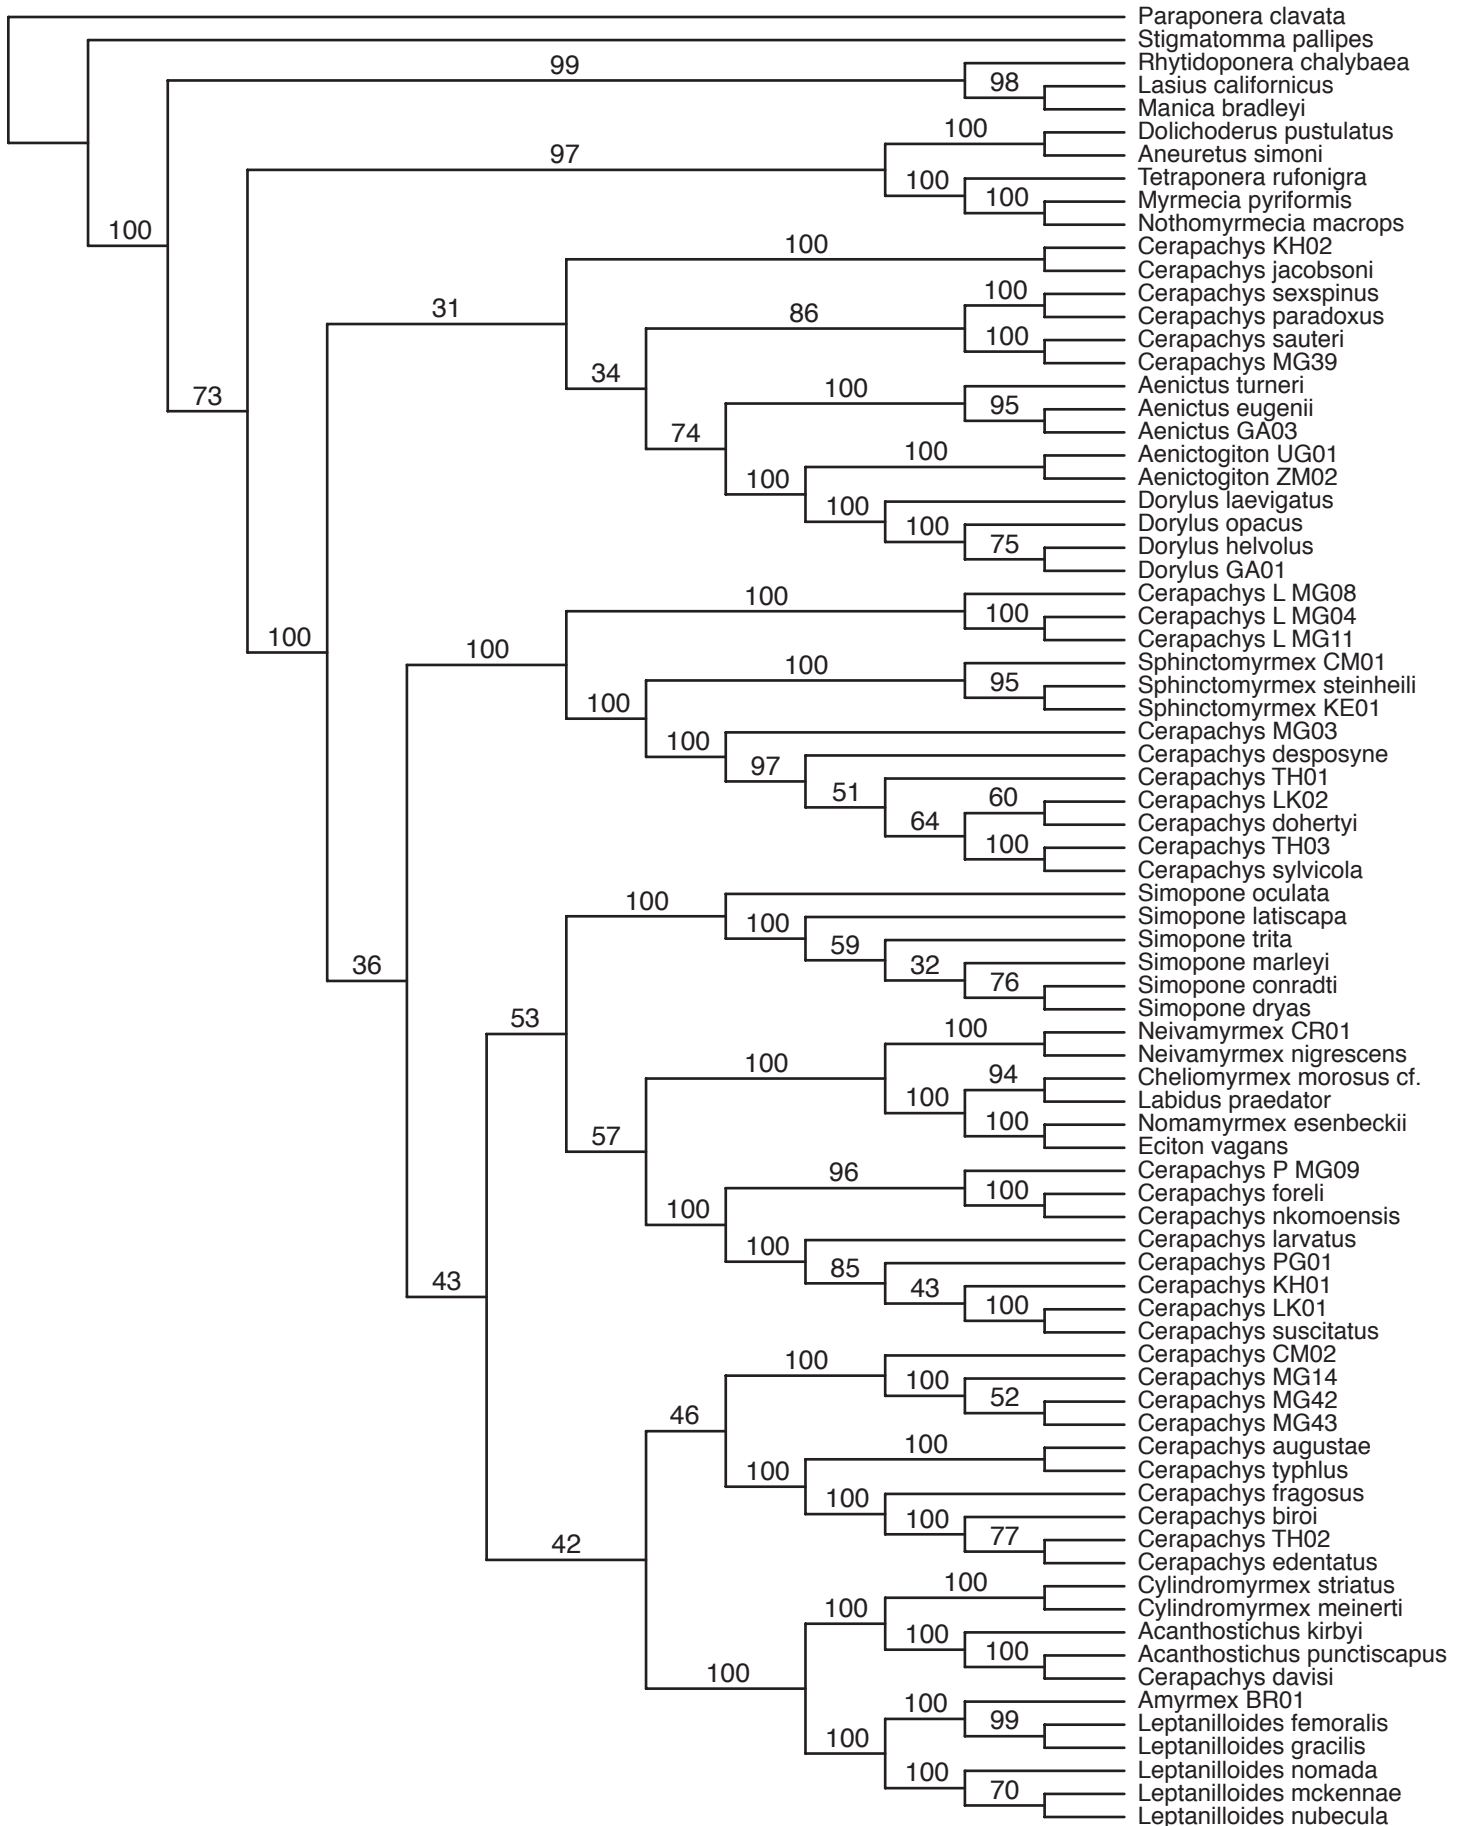 Paraponera clavata
Stigmatomma pallipes
99
Rhytidoponera chalybaea
98
Lasius californicus
Manica bradleyi
100
Dolichoderus pustulatus
97
Aneuretus simoni
100
Tetraponera rufonigra
100
Myrmecia pyriformis
Nothomyrmecia macrops
100
100
Cerapachys KH02
Cerapachys jacobsoni
100
Cerapachys sexspinus
31
86
Cerapachys paradoxus
100
Cerapachys sauteri
Cerapachys MG39
34
100
Aenictus turneri
73
95
Aenictus eugenii
Aenictus GA03
74
100
Aenictogiton UG01
100
Aenictogiton ZM02
100
Dorylus laevigatus
100
Dorylus opacus
75
Dorylus helvolus
Dorylus GA01
100
Cerapachys L MG08
100
Cerapachys L MG04
100
100
Cerapachys L MG11
100
Sphinctomyrmex CM01
95
Sphinctomyrmex steinheili
100
Sphinctomyrmex KE01
100
Cerapachys MG03
97
Cerapachys desposyne
51
Cerapachys TH01
60
Cerapachys LK02
64
Cerapachys dohertyi
100
Cerapachys TH03
Cerapachys sylvicola
100
Simopone oculata
100
Simopone latiscapa
59
Simopone trita
36
32
Simopone marleyi
76
Simopone conradti
Simopone dryas
53
100
Neivamyrmex CR01
Neivamyrmex nigrescens
100
94
Cheliomyrmex morosus cf.
100
Labidus praedator
100
Nomamyrmex esenbeckii
57
Eciton vagans
96
Cerapachys P MG09
100
Cerapachys foreli
100
Cerapachys nkomoensis
100
Cerapachys larvatus
85
Cerapachys PG01
43
43
Cerapachys KH01
100
Cerapachys LK01
Cerapachys suscitatus
100
Cerapachys CM02
100
Cerapachys MG14
52
Cerapachys MG42
46
Cerapachys MG43
100
Cerapachys augustae
100
Cerapachys typhlus
100
Cerapachys fragosus
100
Cerapachys biroi
42
77
Cerapachys TH02
Cerapachys edentatus
100
Cylindromyrmex striatus
100
Cylindromyrmex meinerti
100
Acanthostichus kirbyi
100
Acanthostichus punctiscapus
100
Cerapachys davisi
100
Amyrmex BR01
99
Leptanilloides femoralis
100
Leptanilloides gracilis
100
Leptanilloides nomada
70
Leptanilloides mckennae
Leptanilloides nubecula